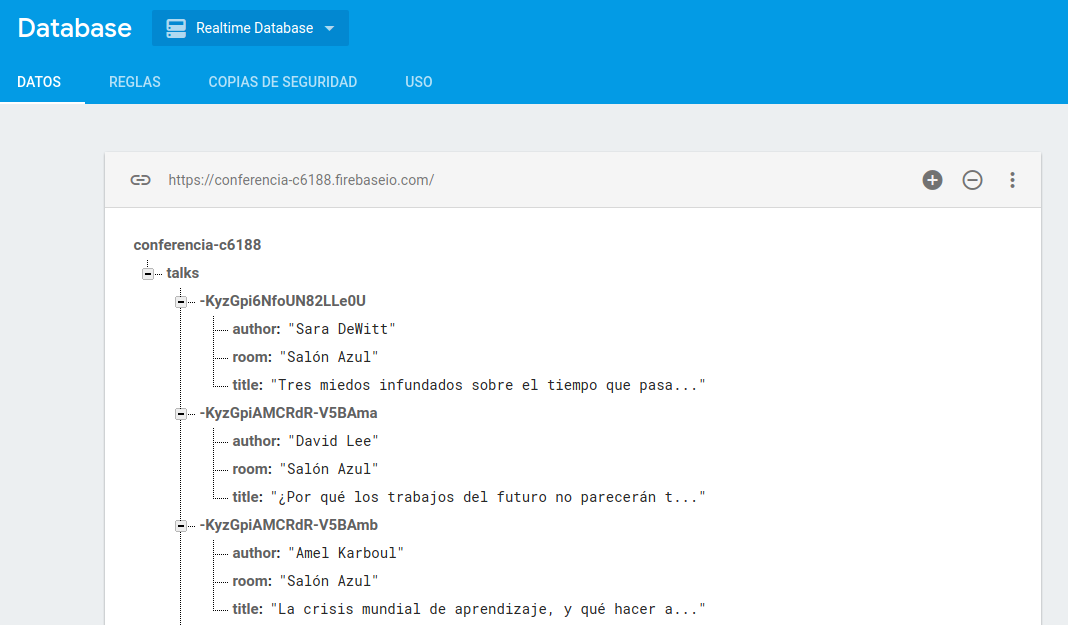 Database Realtime Database
DATOS REGLAS COPIAS DE SEGURIDAD USO
https://conferencia-c6188.firebaseio.com/
conferencia-c6188
talks
-KyzGpi6NfoUN82LLe0U
author: "Sara DeWitt"
room: "Salón Azul"
title: "Tres miedos infundados sobre el tiempo que pasa..."
-KyzGpiAMCRdR-V5BAma
author: "David Lee"
room: "Salón Azul"
title: "¿Por qué los trabajos del futuro no parecerán t..."
-KyzGpiAMCRdR-V5BAmb
author: "Amel Karboul"
room: "Salón Azul"
title: "La crisis mundial de aprendizaje, y qué hacer a..."